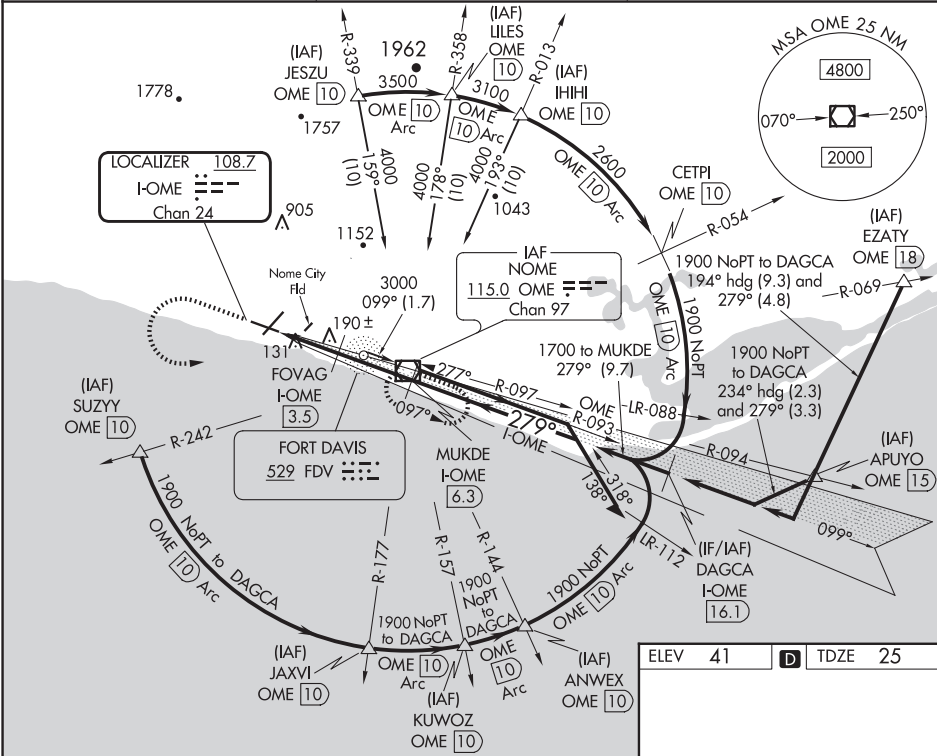 (IAF)
JESZU
OME 10
R-339
1962
R-358
(IAF)
LILES
OME
10
R-013
(IAF)
IHIHI
OME 10
MSA OME 25 NM
4800
070°
250°
2000
1778
1757
3500
OME 10
Arc
3100
OME
10 Arc
2600
OME 10 Arc
4000
159°
(10)
4000
178°
(10)
4000
193°
(10)
1043
CETPI
OME 10
R-054
LOCALIZER 108.7
I-OME
Chan 24
905
1152
IAF
NOME
115.0 OME
Chan 97
(IAF)
EZATY
OME 18
R-069
1900 NoPT to DAGCA
194° hdg (9.3) and
279° (4.8)
OME 10 Arc
1900 NoPT
Nome City
Fld
3000
099° (1.7)
190 ±
131
FOVAG
I-OME
3.5
1700 to MUKDE
279° (9.7)
1900 NoPT
to DAGCA
234° hdg (2.3)
and 279° (3.3)
277°
R-097
097°
279°
I-OME
OME
R-093
LR-088
R-094
(IAF)
SUZYY
OME 10
R-242
FORT DAVIS
529 FDV
MUKDE
I-OME
6.3
138°
318°
LR-112
(IAF)
APUYO
OME 15
099°
(IF/IAF)
DAGCA
I-OME
16.1
1900 NoPT to DAGCA
OME 10 Arc
R-177
R-157
R-144
1900 NoPT
to DAGCA
OME 10
Arc
1900
NoPT
to
DAGCA
OME
10
Arc
1900 NoPT
OME 10 Arc
(IAF)
JAXVI
OME 10
(IAF)
KUWOZ
OME 10
(IAF)
ANWEX
OME 10
ELEV 41 D TDZE 25